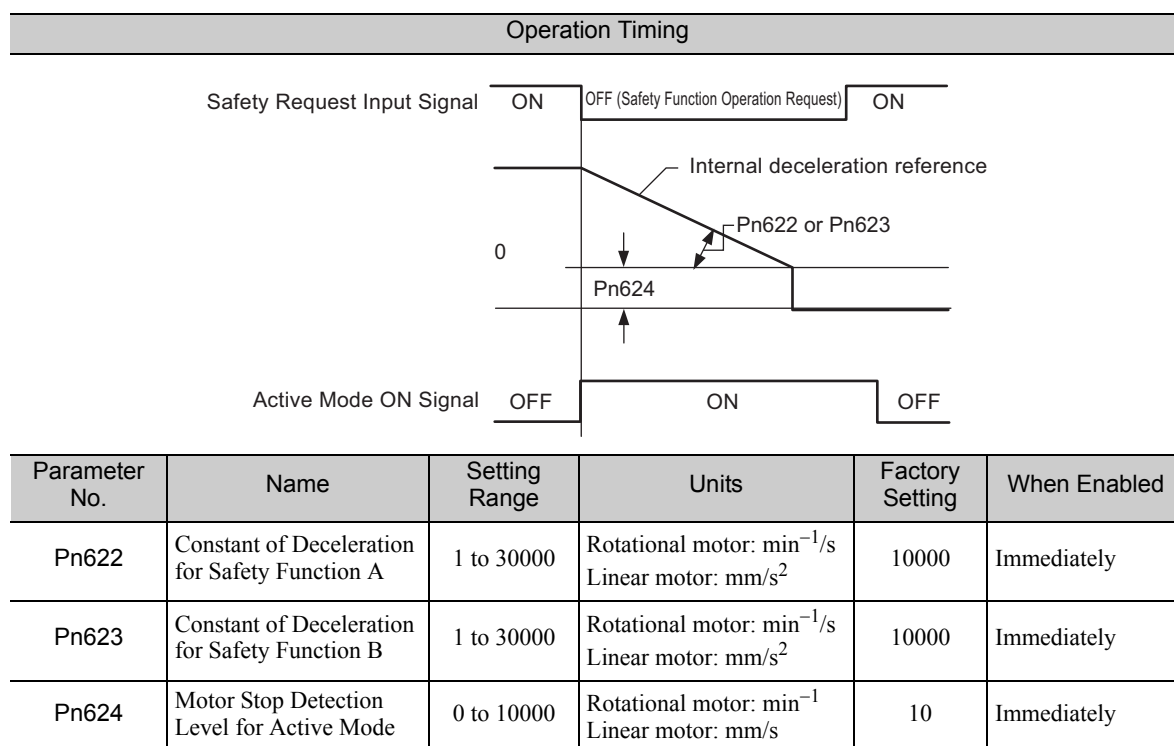 Operation Timing
Safety Request Input Signal ON OFF (Safety Function Operation Request) ON
Internal deceleration reference
Pn622 or Pn623
0
Pn624
Active Mode ON Signal OFF ON OFF
Parameter No. Name Setting Range Units Factory Setting When Enabled
Pn622 Constant of Deceleration for Safety Function A 1 to 30000 Rotational motor: min⁻¹/s Linear motor: mm/s² 10000 Immediately
Pn623 Constant of Deceleration for Safety Function B 1 to 30000 Rotational motor: min⁻¹/s Linear motor: mm/s² 10000 Immediately
Pn624 Motor Stop Detection Level for Active Mode 0 to 10000 Rotational motor: min⁻¹ Linear motor: mm/s 10 Immediately